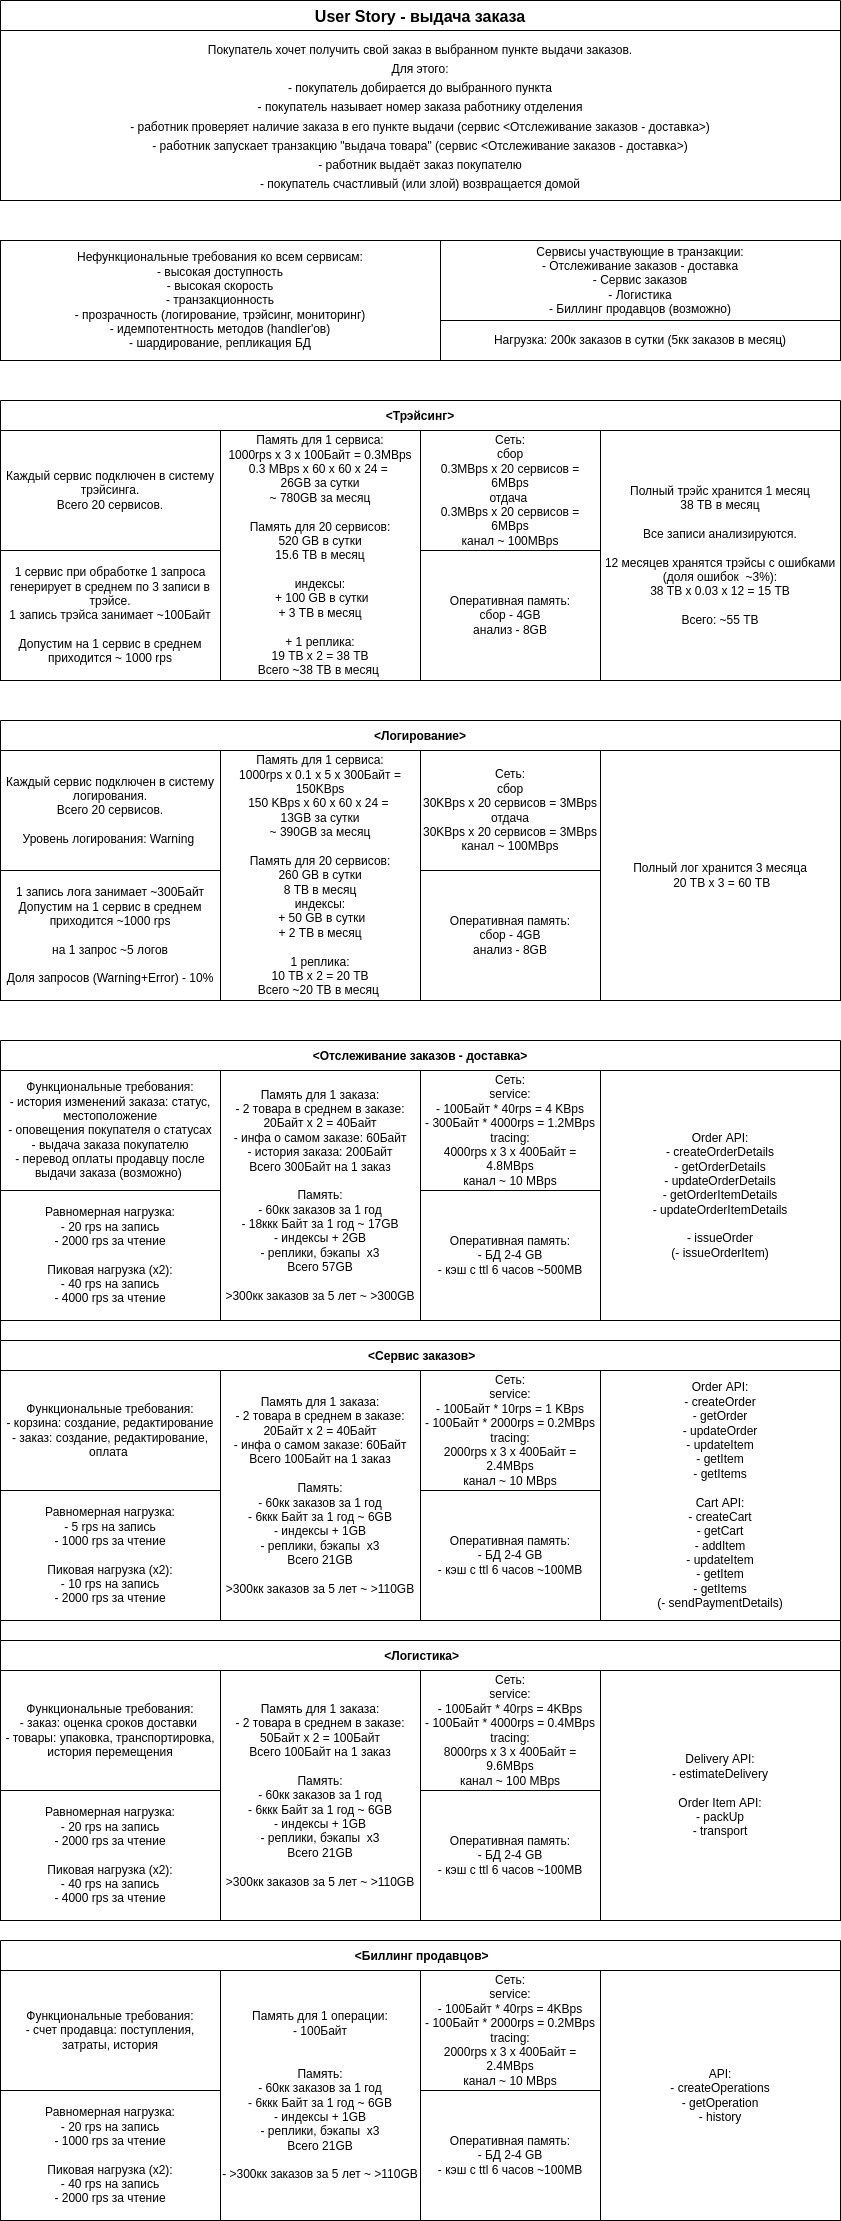 User Story - выдача заказа
Покупатель хочет получить свой заказ в выбранном пункте выдачи заказов.
Для этого:
- покупатель добирается до выбранного пункта
- покупатель называет номер заказа работнику отделения
- работник проверяет наличие заказа в его пункте выдачи (сервис <Отслеживание заказов - доставка>)
- работник запускает транзакцию "выдача товара" (сервис <Отслеживание заказов - доставка>)
- работник выдаёт заказ покупателю
- покупатель счастливый (или злой) возвращается домой
Нефункциональные требования ко всем сервисам:
- высокая доступность
- высокая скорость
- транзакционность
- прозрачность (логирование, трэйсинг, мониторинг)
- идемпотентность методов (handler'ов)
- шардирование, репликация БД
Сервисы участвующие в транзакции:
- Отслеживание заказов - доставка
- Сервис заказов
- Логистика
- Биллинг продавцов (возможно)
Нагрузка: 200к заказов в сутки (5кк заказов в месяц)
<Трэйсинг>
Каждый сервис подключен в систему
трэйсинга.
Всего 20 сервисов.
1 сервис при обработке 1 запроса
генерирует в среднем по 3 записи в
трэйсе.
1 запись трэйса занимает ~100Байт
Допустим на 1 сервис в среднем
приходится ~ 1000 rps
Память для 1 сервиса:
1000rps x 3 x 100Байт = 0.3MBps
0.3 MBps x 60 x 60 x 24 =
26GB за сутки
~ 780GB за месяц
Память для 20 сервисов:
520 GB в сутки
15.6 TB в месяц
индексы:
+ 100 GB в сутки
+ 3 TB в месяц
+ 1 реплика:
19 TB x 2 = 38 TB
Всего ~38 TB в месяц
Сеть:
сбор
0.3MBps x 20 сервисов =
6MBps
отдача
0.3MBps x 20 сервисов =
6MBps
канал ~ 100MBps
Оперативная память:
сбор - 4GB
анализ - 8GB
Полный трэйс хранится 1 месяц
38 TB в месяц
Все записи анализируются.
12 месяцев хранятся трэйсы с ошибками
(доля ошибок ~3%):
38 TB x 0.03 x 12 = 15 TB
Всего: ~55 TB
<Логирование>
Каждый сервис подключен в систему
логирования.
Всего 20 сервисов.
Уровень логирования: Warning
1 запись лога занимает ~300Байт
Допустим на 1 сервис в среднем
приходится ~1000 rps
на 1 запрос ~5 логов
Доля запросов (Warning+Error) - 10%
Память для 1 сервиса:
1000rps x 0.1 x 5 x 300Байт =
150KBps
150 KBps x 60 x 60 x 24 =
13GB за сутки
~ 390GB за месяц
Память для 20 сервисов:
260 GB в сутки
8 TB в месяц
индексы:
+ 50 GB в сутки
+ 2 TB в месяц
1 реплика:
10 TB x 2 = 20 TB
Всего ~20 TB в месяц
Сеть:
сбор
30KBps x 20 сервисов = 3MBps
отдача
30KBps x 20 сервисов = 3MBps
канал ~ 100MBps
Оперативная память:
сбор - 4GB
анализ - 8GB
Полный лог хранится 3 месяца
20 TB x 3 = 60 TB
<Отслеживание заказов - доставка>
Функциональные требования:
- история изменений заказа: статус,
местоположение
- оповещения покупателя о статусах
- выдача заказа покупателю
- перевод оплаты продавцу после
выдачи заказа (возможно)
Равномерная нагрузка:
- 20 rps на запись
- 2000 rps за чтение
Пиковая нагрузка (x2):
- 40 rps на запись
- 4000 rps за чтение
Память для 1 заказа:
- 2 товара в среднем в заказе:
20Байт x 2 = 40Байт
- инфа о самом заказе: 60Байт
- история заказа: 200Байт
Всего 300Байт на 1 заказ
Память:
- 60кк заказов за 1 год
- 18ккк Байт за 1 год ~ 17GB
- индексы + 2GB
- реплики, бэкапы x3
Всего 57GB
>300кк заказов за 5 лет ~ >300GB
Сеть:
service:
- 100Байт * 40rps = 4 KBps
- 300Байт * 4000rps = 1.2MBps
tracing:
4000rps x 3 x 400Байт =
4.8MBps
канал ~ 10 MBps
Оперативная память:
- БД 2-4 GB
- кэш с ttl 6 часов ~500MB
Order API:
- createOrderDetails
- getOrderDetails
- updateOrderDetails
- getOrderItemDetails
- updateOrderItemDetails
- issueOrder
(- issueOrderItem)
<Сервис заказов>
Функциональные требования:
- корзина: создание, редактирование
- заказ: создание, редактирование,
оплата
Равномерная нагрузка:
- 5 rps на запись
- 1000 rps за чтение
Пиковая нагрузка (x2):
- 10 rps на запись
- 2000 rps за чтение
Память для 1 заказа:
- 2 товара в среднем в заказе:
20Байт x 2 = 40Байт
- инфа о самом заказе: 60Байт
Всего 100Байт на 1 заказ
Память:
- 60кк заказов за 1 год
- 6ккк Байт за 1 год ~ 6GB
- индексы + 1GB
- реплики, бэкапы x3
Всего 21GB
>300кк заказов за 5 лет ~ >110GB
Сеть:
service:
- 100Байт * 10rps = 1 KBps
- 100Байт * 2000rps = 0.2MBps
tracing:
2000rps x 3 x 400Байт =
2.4MBps
канал ~ 10 MBps
Оперативная память:
- БД 2-4 GB
- кэш с ttl 6 часов ~100MB
Order API:
- createOrder
- getOrder
- updateOrder
- updateItem
- getItem
- getItems
Cart API:
- createCart
- getCart
- addItem
- updateItem
- getItem
- getItems
(- sendPaymentDetails)
<Логистика>
Функциональные требования:
- заказ: оценка сроков доставки
- товары: упаковка, транспортировка,
история перемещения
Равномерная нагрузка:
- 20 rps на запись
- 2000 rps за чтение
Пиковая нагрузка (x2):
- 40 rps на запись
- 4000 rps за чтение
Память для 1 заказа:
- 2 товара в среднем в заказе:
50Байт x 2 = 100Байт
Всего 100Байт на 1 заказ
Память:
- 60кк заказов за 1 год
- 6ккк Байт за 1 год ~ 6GB
- индексы + 1GB
- реплики, бэкапы x3
Всего 21GB
>300кк заказов за 5 лет ~ >110GB
Сеть:
service:
- 100Байт * 40rps = 4KBps
- 100Байт * 4000rps = 0.4MBps
tracing:
8000rps x 3 x 400Байт =
9.6MBps
канал ~ 100 MBps
Оперативная память:
- БД 2-4 GB
- кэш с ttl 6 часов ~100MB
Delivery API:
- estimateDelivery
Order Item API:
- packUp
- transport
<Биллинг продавцов>
Функциональные требования:
- счет продавца: поступления,
затраты, история
Равномерная нагрузка:
- 20 rps на запись
- 1000 rps за чтение
Пиковая нагрузка (x2):
- 40 rps на запись
- 2000 rps за чтение
Память для 1 операции:
- 100Байт
Память:
- 60кк заказов за 1 год
- 6ккк Байт за 1 год ~ 6GB
- индексы + 1GB
- реплики, бэкапы x3
Всего 21GB
- >300кк заказов за 5 лет ~ >110GB
Сеть:
service:
- 100Байт * 40rps = 4KBps
- 100Байт * 2000rps = 0.2MBps
tracing:
2000rps x 3 x 400Байт =
2.4MBps
канал ~ 10 MBps
Оперативная память:
- БД 2-4 GB
- кэш с ttl 6 часов ~100MB
API:
- createOperations
- getOperation
- history